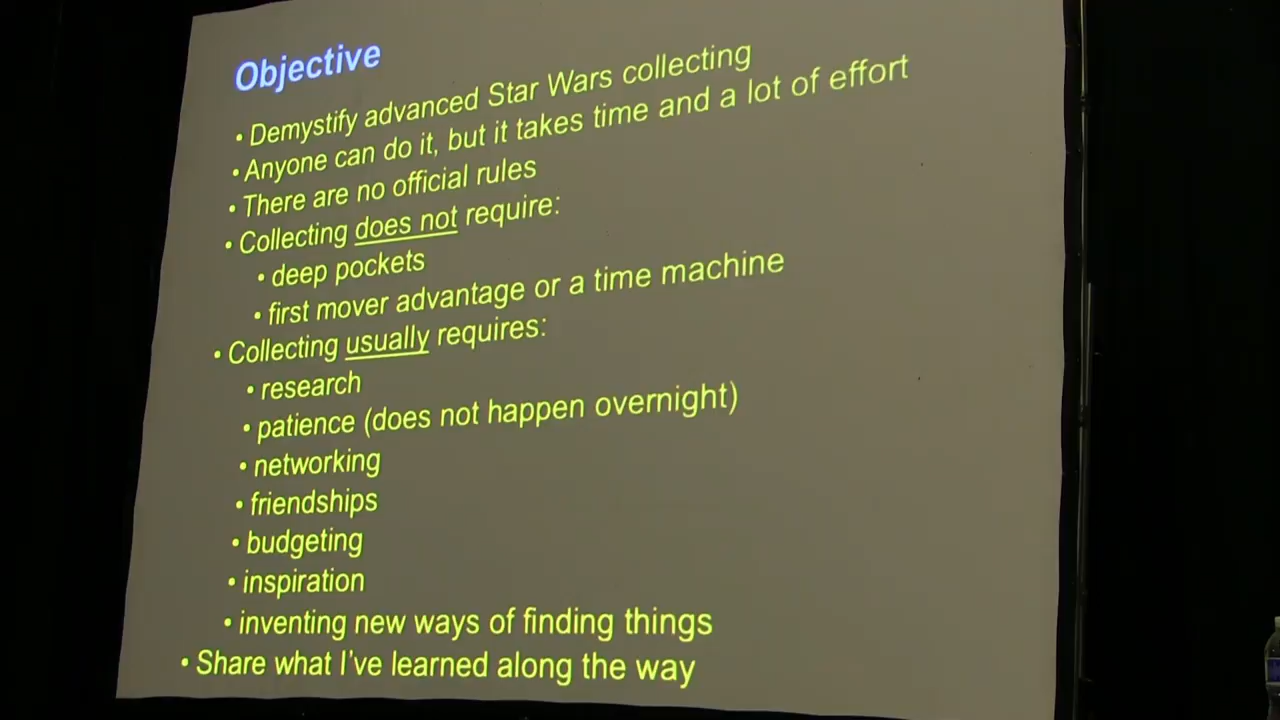 Objective
• Demystify advanced Star Wars collecting
• Anyone can do it, but it takes time and a lot of effort
• There are no official rules
• Collecting does not require:
• deep pockets
• first mover advantage or a time machine
• Collecting usually requires:
• research
• patience (does not happen overnight)
• networking
• friendships
• budgeting
• inspiration
• inventing new ways of finding things
• Share what I've learned along the way